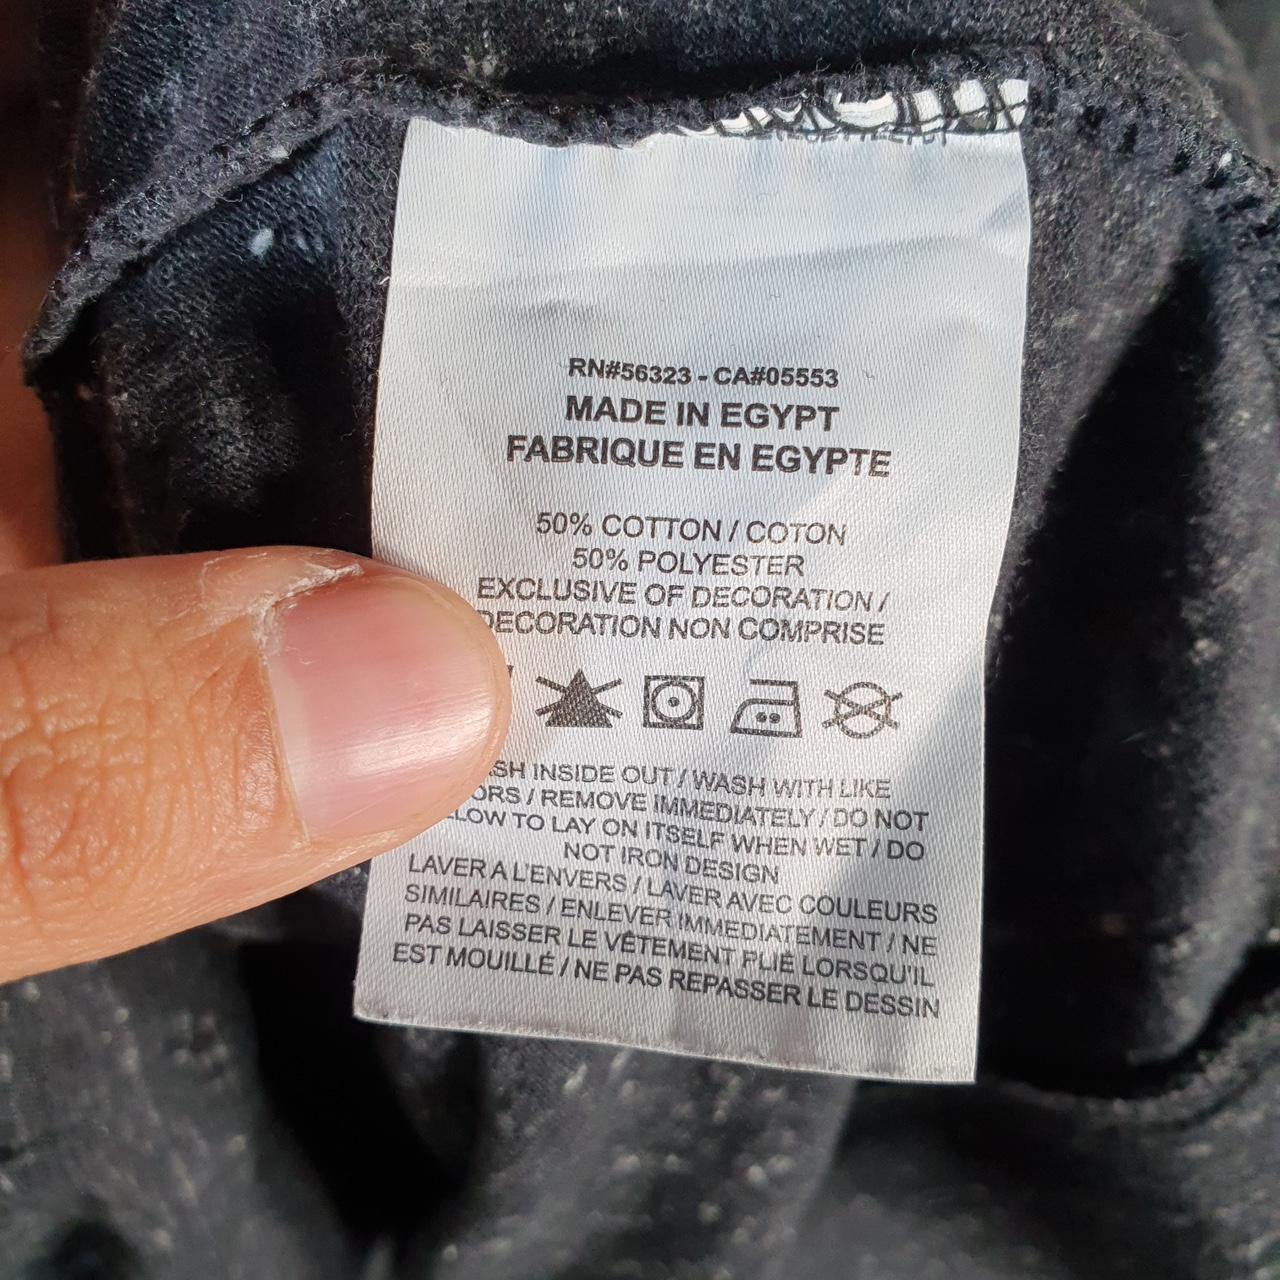 RN#56323 - CA#05553
MADE IN EGYPT
FABRIQUE EN EGYPTE
50% COTTON / COTON
50% POLYESTER
EXCLUSIVE OF DECORATION /
DECORATION NON COMPRISE
INSIDE OUT / WASH WITH LIKE
/ REMOVE IMMEDIATELY / DO NOT
TO LAY ON ITSELF WHEN WET / DO
NOT IRON DESIGN
LAVER A L'ENVERS / LAVER AVEC COULEURS
SIMILAIRES / ENLEVER IMMEDIATEMENT / NE
PAS LAISSER LE VÊTEMENT PLIE LORSQU'IL
EST MOUILLÉ / NE PAS REPASSER LE DESSIN